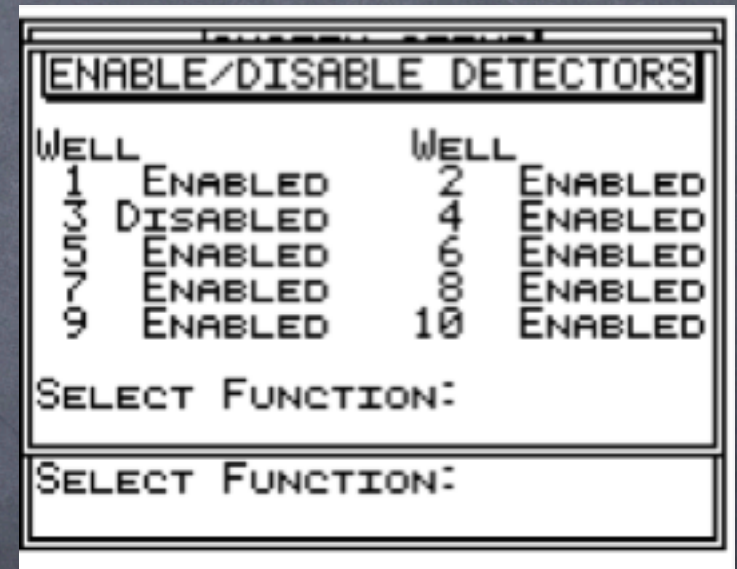 ENABLE/DISABLE DETECTORS
WELL WELL
1 ENABLED 2 ENABLED
3 DISABLED 4 ENABLED
5 ENABLED 6 ENABLED
7 ENABLED 8 ENABLED
9 ENABLED 10 ENABLED
SELECT FUNCTION:
SELECT FUNCTION: